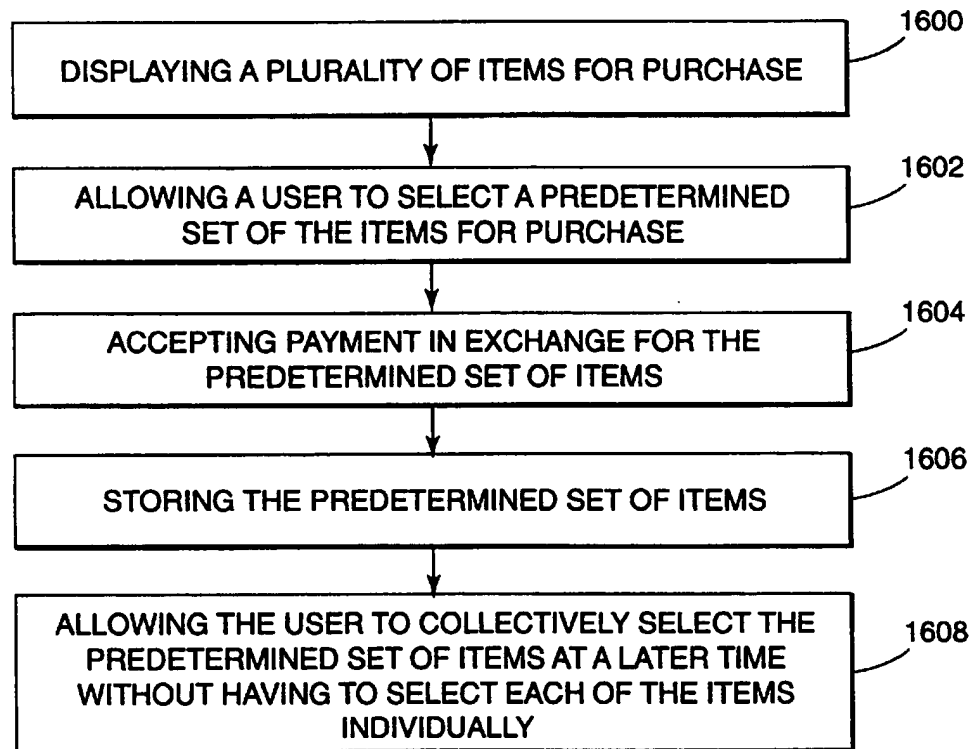 1600
DISPLAYING A PLURALITY OF ITEMS FOR PURCHASE
1602
ALLOWING A USER TO SELECT A PREDETERMINED
SET OF THE ITEMS FOR PURCHASE
1604
ACCEPTING PAYMENT IN EXCHANGE FOR THE
PREDETERMINED SET OF ITEMS
1606
STORING THE PREDETERMINED SET OF ITEMS
1608
ALLOWING THE USER TO COLLECTIVELY SELECT THE
PREDETERMINED SET OF ITEMS AT A LATER TIME
WITHOUT HAVING TO SELECT EACH OF THE ITEMS
INDIVIDUALLY